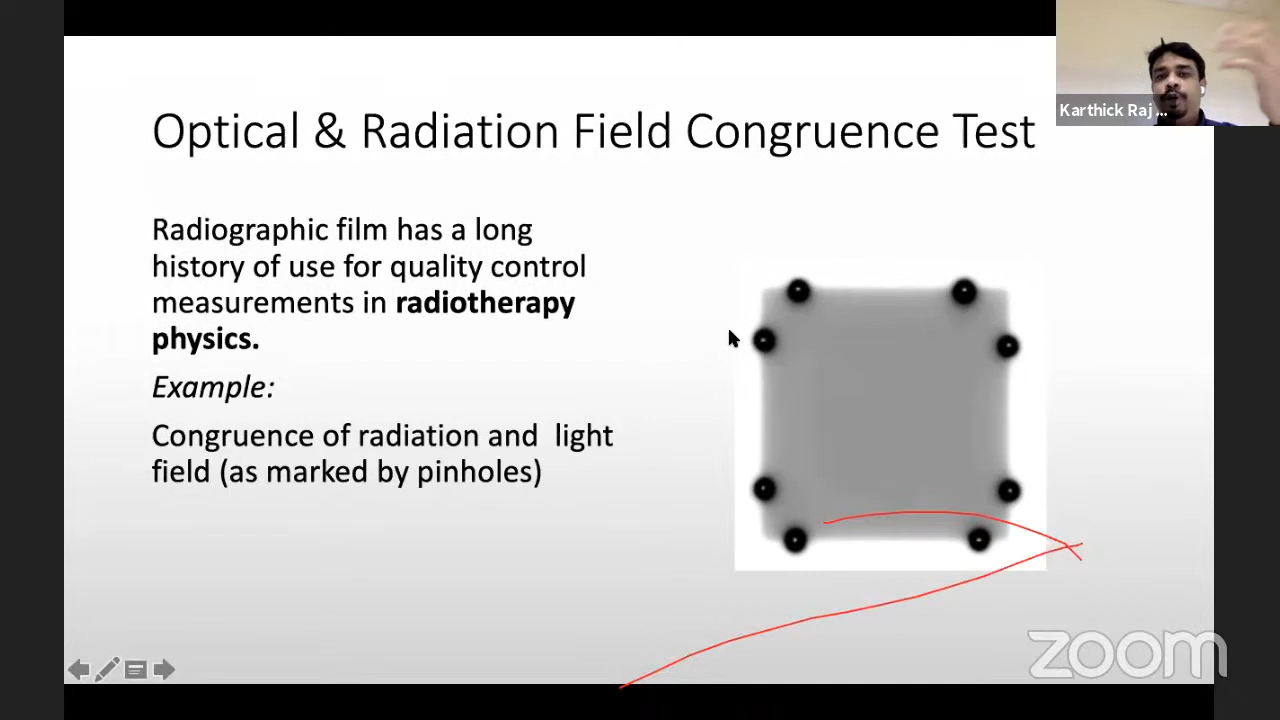 Karthick Raj ...
Optical & Radiation Field Congruence Test
Radiographic film has a long
history of use for quality control
measurements in radiotherapy
physics.
Example:
Congruence of radiation and light
field (as marked by pinholes)
zoom